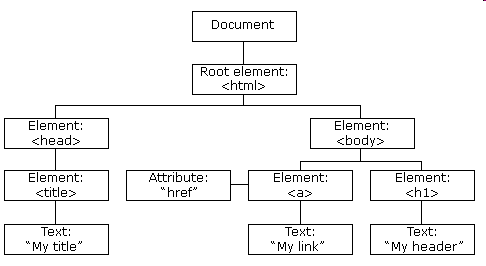 Document
Root element:
<html>
Element:
<head>
Element:
<body>
Element:
<title>
Attribute:
“href”
Element:
<a>
Element:
<h1>
Text:
“My title”
Text:
“My link”
Text:
“My header”